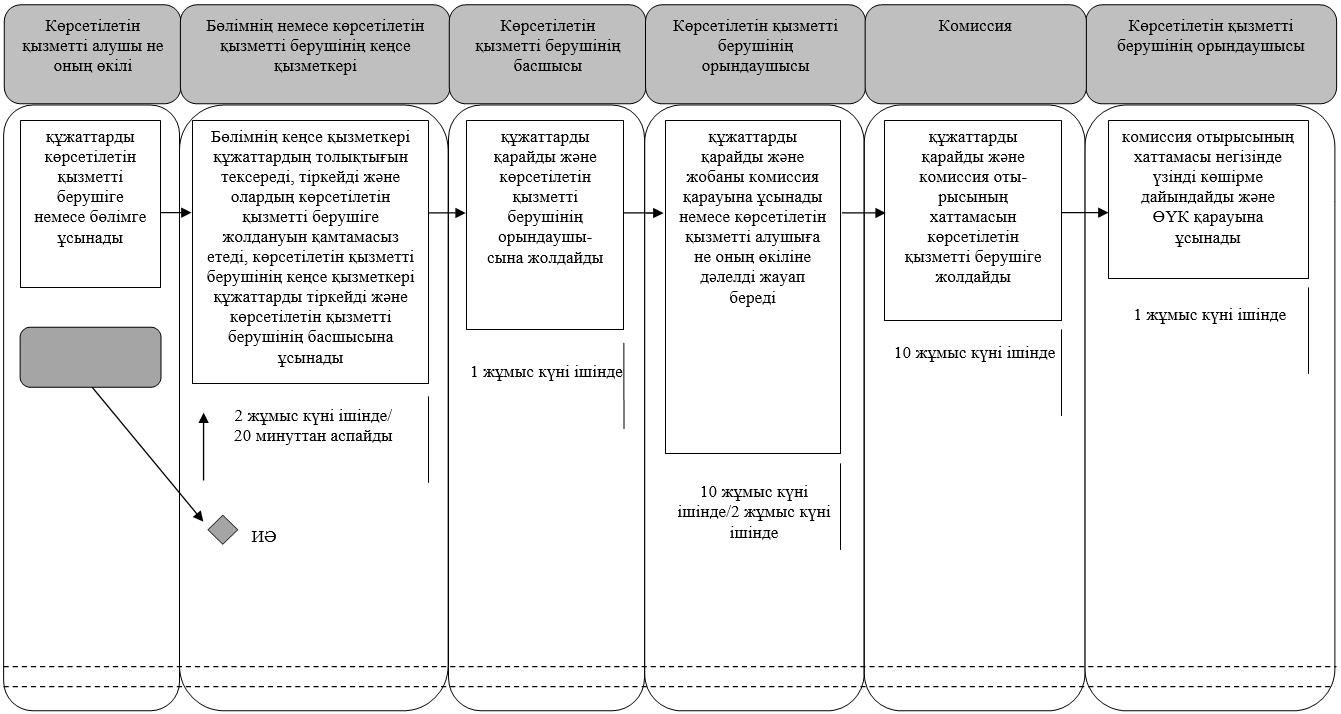 Көрсетілетін
қызметті алушы не
оның өкілі
Бөлімнің немесе көрсетілетін
қызметті берушінің кеңсе
қызметкері
Көрсетілетін
қызметті берушінің
басшысы
Көрсетілетін қызметті
берушінің
орындаушысы
Комиссия
Көрсетілетін қызметті
берушінің орындаушысы
құжаттарды
көрсетілетін
қызметті
берушіге
немесе бөлімге
ұсынады
Бөлімнің кеңсе қызметкері
құжаттардың толықтығын
тексереді, тіркейді және
олардың көрсетілетін
қызметті берушіге
жолдануын қамтамасыз
етеді, көрсетілетін қызметті
берушінің кеңсе қызметкері
құжаттарды тіркейді және
көрсетілетін қызметті
берушінің басшысына
ұсынады
2 жұмыс күні ішінде/
20 минуттан аспайды
ИӘ
құжаттарды
қарайды және
көрсетілетін
қызметті
берушінің
орындаушы-
сына жолдайды
1 жұмыс күні ішінде
құжаттарды
қарайды және
жобаны комиссия
қарауына ұсынады
немесе көрсетілетін
қызметті алушыға
не оның өкіліне
дәлелді жауап
береді
10 жұмыс күні
ішінде/2 жұмыс күні
ішінде
құжаттарды
қарайды және
комиссия оты-
рысының
хаттамасын
көрсетілетін
қызметті берушіге
жолдайды
10 жұмыс күні ішінде
комиссия отырысының
хаттамасы негізінде
үзінді көшірме
дайындайды және
ӨҮК қарауына
ұсынады
1 жұмыс күні ішінде